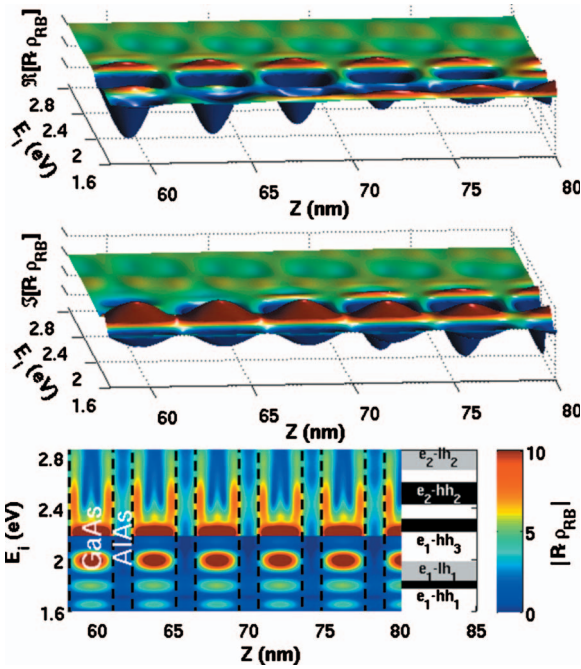 ℜ[R·ρRB]
2.8
2.4
2
1.6
Ei (eV)
60
65
70
75
80
Z (nm)
ℑ[R·ρRB]
2.8
2.4
2
1.6
Ei (eV)
60
65
70
75
80
Z (nm)
2.8
2.4
2
1.6
Ei (eV)
GaAs
AlAs
e2-lh2
e2-hh2
e1-hh3
e1-lh1
e1-hh1
60
65
70
75
80
85
Z (nm)
10
5
0
|R·ρRB|